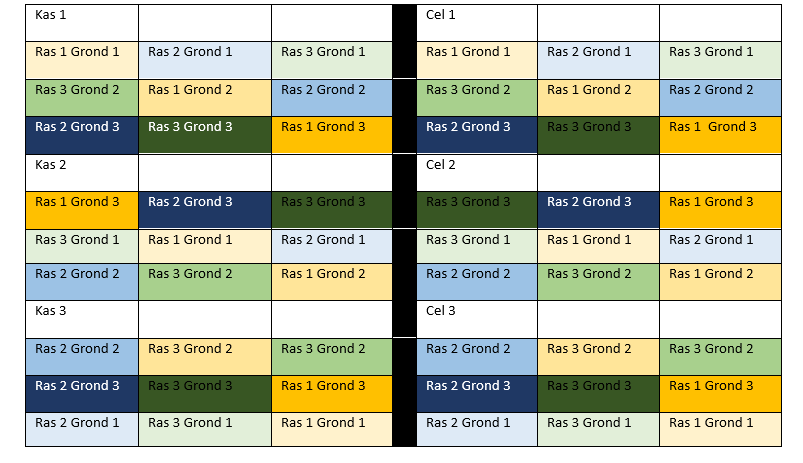 Kas 1 Cel 1
Ras 1 Grond 1 Ras 2 Grond 1 Ras 3 Grond 1 Ras 1 Grond 1 Ras 2 Grond 1 Ras 3 Grond 1
Ras 3 Grond 2 Ras 1 Grond 2 Ras 2 Grond 2 Ras 3 Grond 2 Ras 1 Grond 2 Ras 2 Grond 2
Ras 2 Grond 3 Ras 3 Grond 3 Ras 1 Grond 3 Ras 2 Grond 3 Ras 3 Grond 3 Ras 1 Grond 3
Kas 2 Cel 2
Ras 1 Grond 3 Ras 2 Grond 3 Ras 3 Grond 3 Ras 3 Grond 3 Ras 2 Grond 3 Ras 1 Grond 3
Ras 3 Grond 1 Ras 1 Grond 1 Ras 2 Grond 1 Ras 3 Grond 1 Ras 1 Grond 1 Ras 2 Grond 1
Ras 2 Grond 2 Ras 3 Grond 2 Ras 1 Grond 2 Ras 2 Grond 2 Ras 3 Grond 2 Ras 1 Grond 2
Kas 3 Cel 3
Ras 2 Grond 2 Ras 3 Grond 2 Ras 3 Grond 2 Ras 2 Grond 2 Ras 3 Grond 2 Ras 3 Grond 2
Ras 2 Grond 3 Ras 3 Grond 3 Ras 1 Grond 3 Ras 2 Grond 3 Ras 3 Grond 3 Ras 1 Grond 3
Ras 2 Grond 1 Ras 3 Grond 1 Ras 1 Grond 1 Ras 2 Grond 1 Ras 3 Grond 1 Ras 1 Grond 1